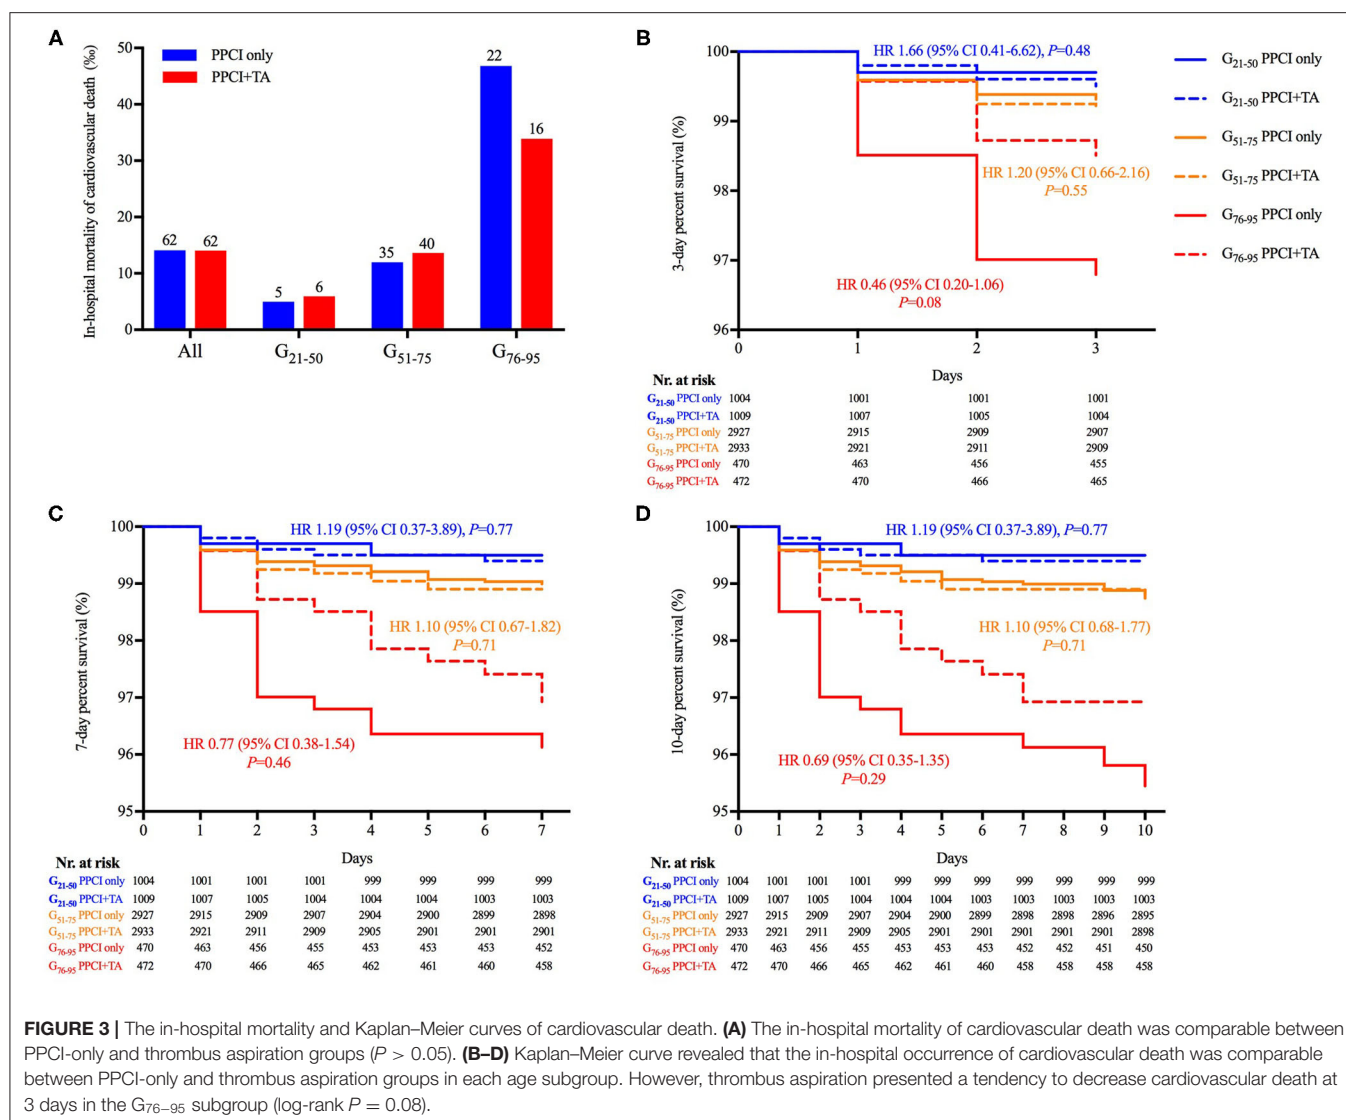 A
In-hospital mortality of cardiovascular death (‰)
50
40
30
20
10
0
PPCI only
PPCI+TA
62 62
5 6
35 40
22 16
All G21-50 G51-75 G76-95
B
3-day percent survival (%)
100
99
98
97
96
HR 1.66 (95% CI 0.41-6.62), P=0.48
HR 1.20 (95% CI 0.66-2.16)
P=0.55
HR 0.46 (95% CI 0.20-1.06)
P=0.08
0 1 2 3
Days
G21-50 PPCI only
G21-50 PPCI+TA
G51-75 PPCI only
G51-75 PPCI+TA
G76-95 PPCI only
G76-95 PPCI+TA
Nr. at risk
G21-50 PPCI only 1004 1001 1001 1001
G21-50 PPCI+TA 1009 1007 1005 1004
G51-75 PPCI only 2927 2915 2909 2907
G51-75 PPCI+TA 2933 2921 2911 2909
G76-95 PPCI only 470 463 456 455
G76-95 PPCI+TA 472 470 466 465
C
7-day percent survival (%)
100
99
98
97
96
95
HR 1.19 (95% CI 0.37-3.89), P=0.77
HR 1.10 (95% CI 0.67-1.82)
P=0.71
HR 0.77 (95% CI 0.38-1.54)
P=0.46
0 1 2 3 4 5 6 7
Days
Nr. at risk
G21-50 PPCI only 1004 1001 1001 1001 999 999 999 999
G21-50 PPCI+TA 1009 1007 1005 1004 1004 1004 1003 1003
G51-75 PPCI only 2927 2915 2909 2907 2904 2900 2899 2898
G51-75 PPCI+TA 2933 2921 2911 2909 2905 2901 2901 2901
G76-95 PPCI only 470 463 456 455 453 453 453 452
G76-95 PPCI+TA 472 470 466 465 462 461 460 458
D
10-day percent survival (%)
100
99
98
97
96
95
HR 1.19 (95% CI 0.37-3.89), P=0.77
HR 1.10 (95% CI 0.68-1.77)
P=0.71
HR 0.69 (95% CI 0.35-1.35)
P=0.29
0 1 2 3 4 5 6 7 8 9 10
Days
Nr. at risk
G21-50 PPCI only 1004 1001 1001 1001 999 999 999 999 999 999 999
G21-50 PPCI+TA 1009 1007 1005 1004 1004 1004 1003 1003 1003 1003 1003
G51-75 PPCI only 2927 2915 2909 2907 2904 2900 2899 2898 2898 2896 2895
G51-75 PPCI+TA 2933 2921 2911 2909 2905 2901 2901 2901 2901 2901 2898
G76-95 PPCI only 470 463 456 455 453 453 453 452 452 451 450
G76-95 PPCI+TA 472 470 466 465 462 461 460 458 458 458 458
FIGURE 3 | The in-hospital mortality and Kaplan–Meier curves of cardiovascular death. (A) The in-hospital mortality of cardiovascular death was comparable between
PPCI-only and thrombus aspiration groups (P > 0.05). (B–D) Kaplan–Meier curve revealed that the in-hospital occurrence of cardiovascular death was comparable
between PPCI-only and thrombus aspiration groups in each age subgroup. However, thrombus aspiration presented a tendency to decrease cardiovascular death at
3 days in the G76−95 subgroup (log-rank P = 0.08).